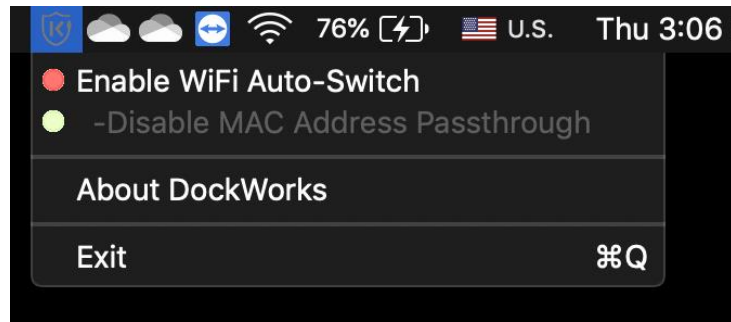 76% U.S. Thu 3:06
Enable WiFi Auto-Switch
-Disable MAC Address Passthrough
About DockWorks
Exit ⌘Q